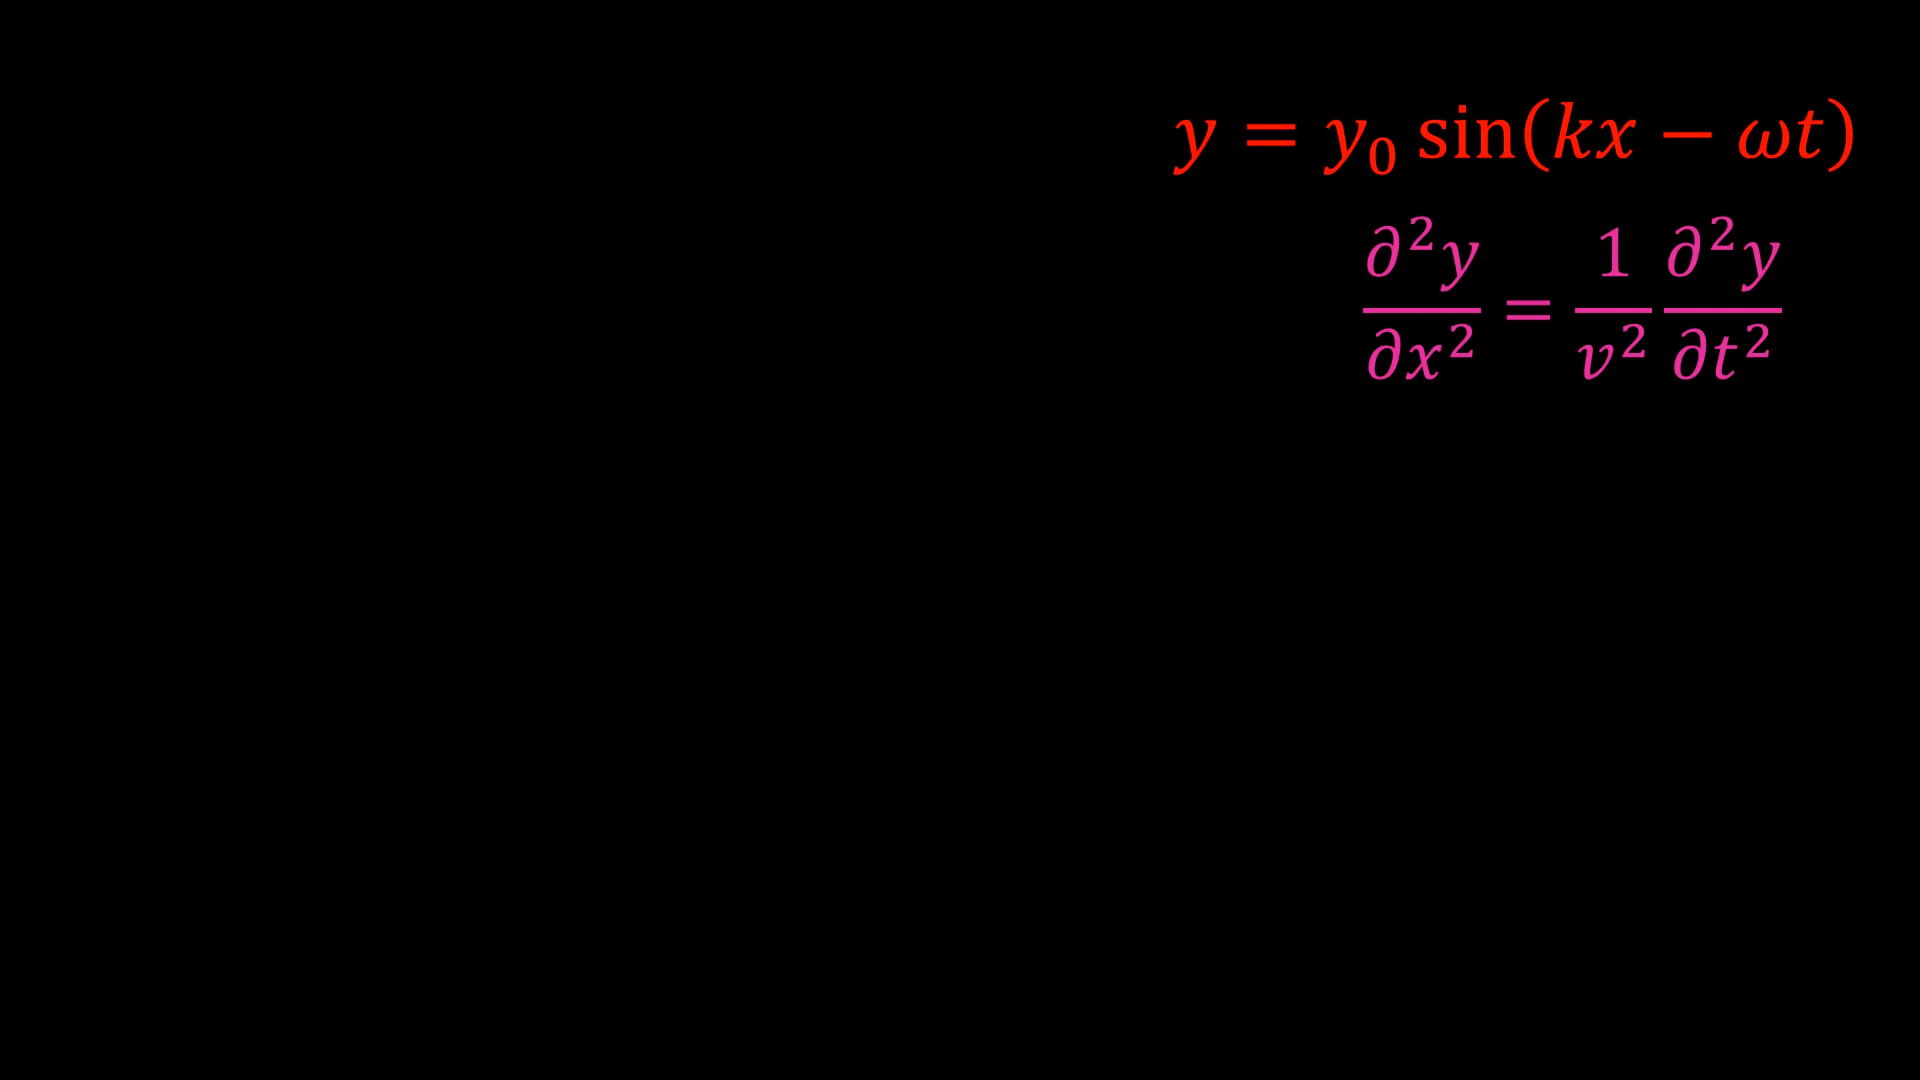 y = y₀ sin(kx − ωt)
∂²y/∂x² = 1/v² ∂²y/∂t²